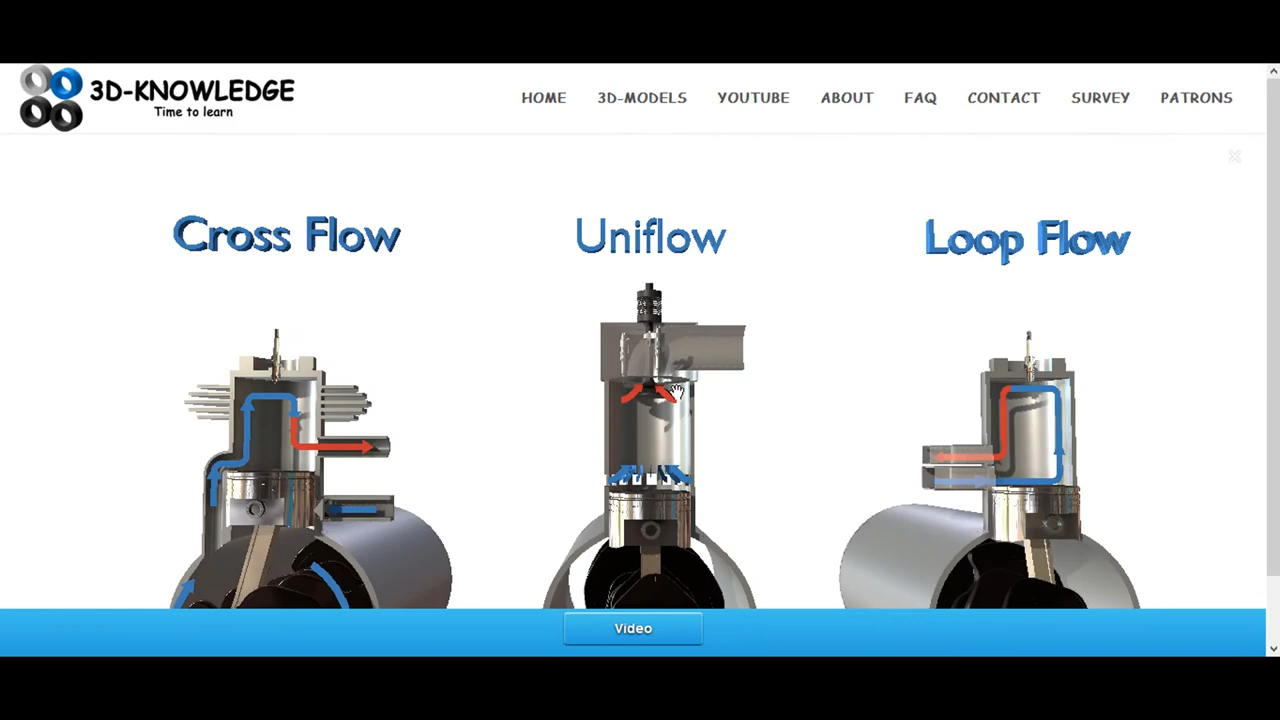 3D-KNOWLEDGE
Time to learn
HOME 3D-MODELS YOUTUBE ABOUT FAQ CONTACT SURVEY PATRONS
Cross Flow Uniflow Loop Flow
Video